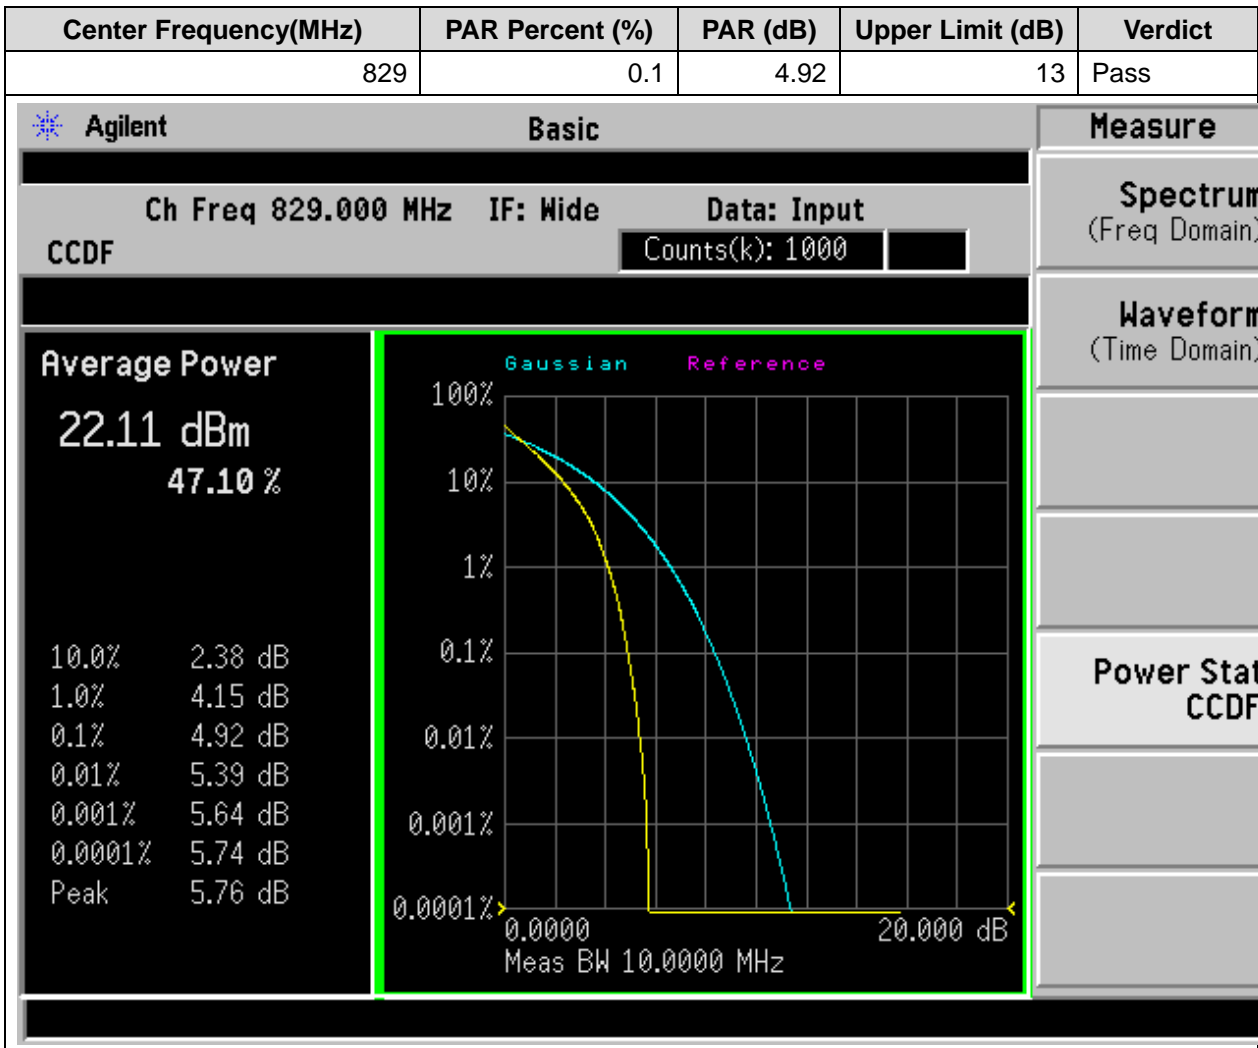 Center Frequency(MHz) PAR Percent (%) PAR (dB) Upper Limit (dB) Verdict
829 0.1 4.92 13 Pass
Agilent Basic Measure
Ch Freq 829.000 MHz IF: Wide Data: Input
CCDF Counts(k): 1000
Spectrum
(Freq Domain)
Waveform
(Time Domain)
Power Stat
CCDF
Average Power
22.11 dBm
47.10 %
10.0% 2.38 dB
1.0% 4.15 dB
0.1% 4.92 dB
0.01% 5.39 dB
0.001% 5.64 dB
0.0001% 5.74 dB
Peak 5.76 dB
Gaussian Reference
100%
10%
1%
0.1%
0.01%
0.001%
0.0001%
0.0000 20.000 dB
Meas BW 10.0000 MHz